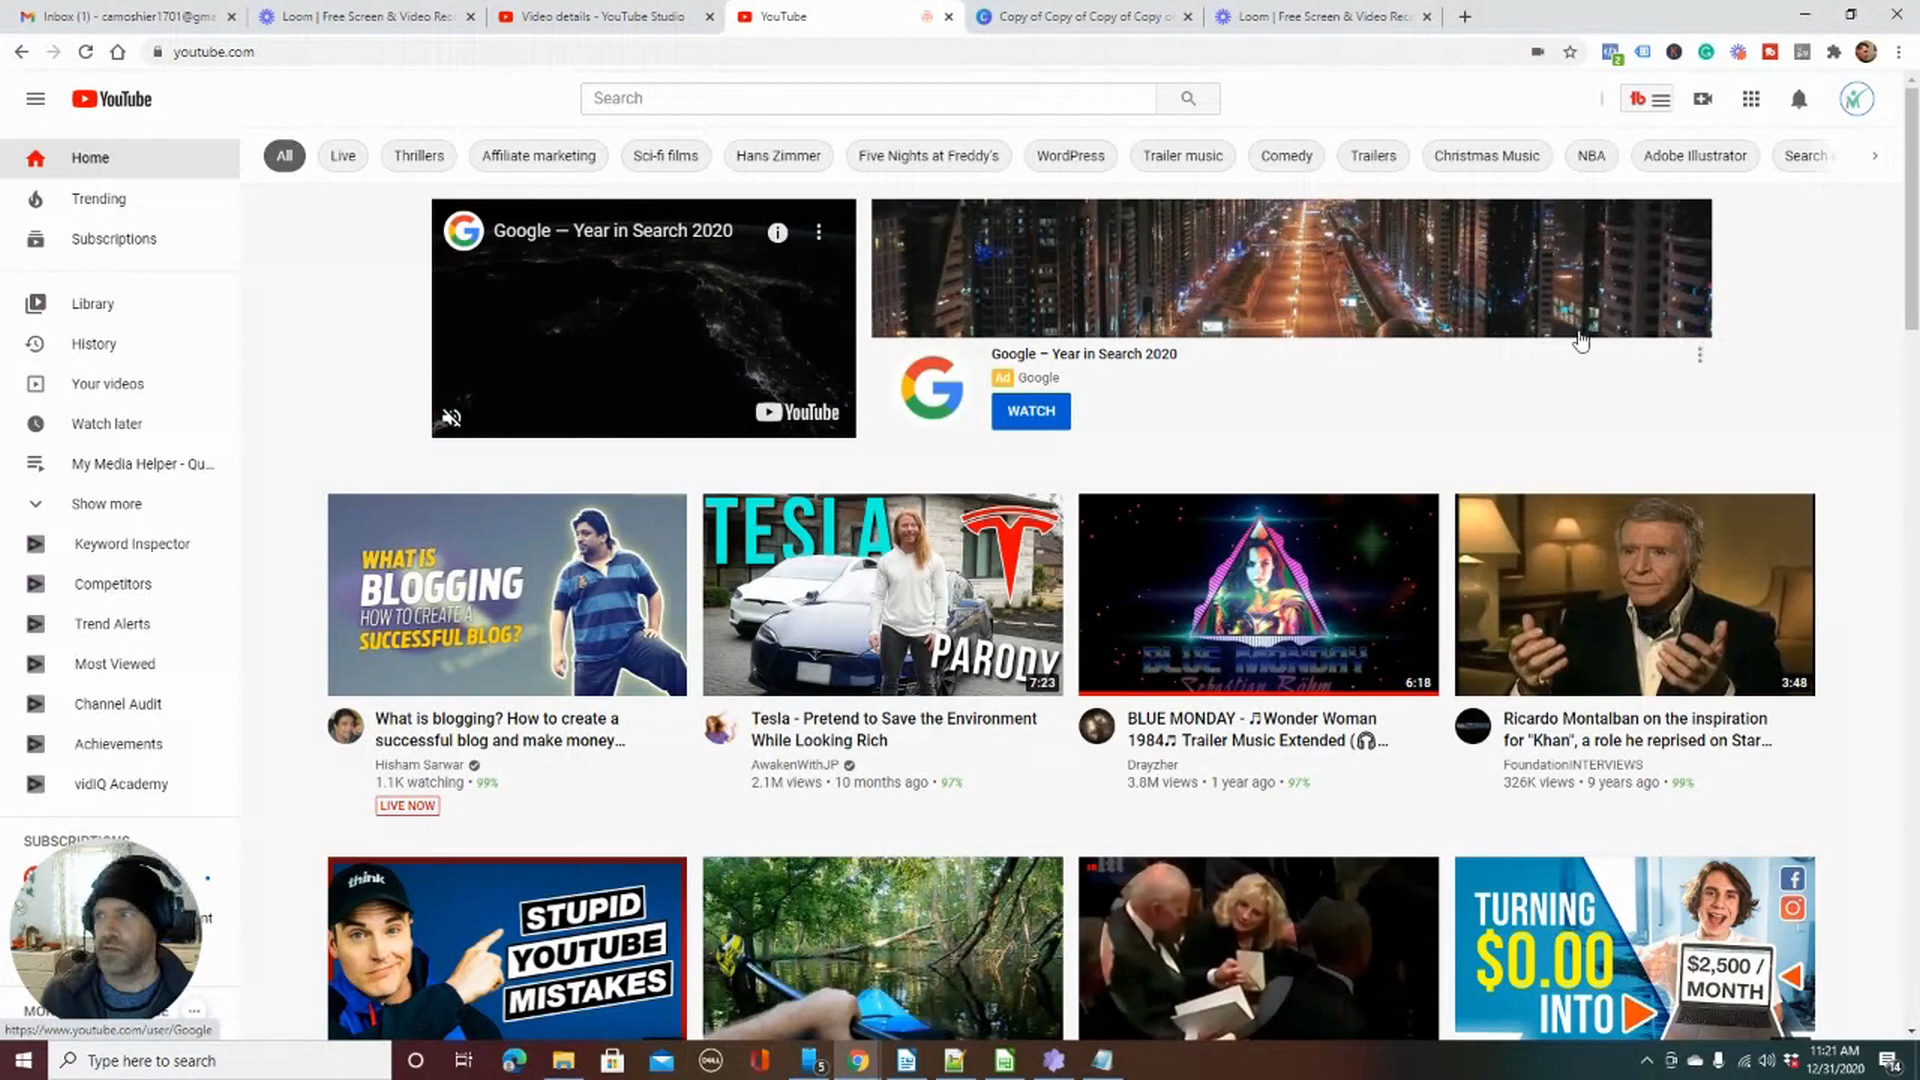 Inbox (1) - camoshier1701@gma
Loom | Free Screen & Video Rec
Video details - YouTube Studio
YouTube
Copy of Copy of Copy of Copy o
Loom | Free Screen & Video Rec
youtube.com
2
YouTube
Search
tb
Home
Trending
Subscriptions
Library
History
Your videos
Watch later
My Media Helper - Qu...
Show more
Keyword Inspector
Competitors
Trend Alerts
Most Viewed
Channel Audit
Achievements
vidIQ Academy
SUBSCRIPTIONS
All
Live
Thrillers
Affiliate marketing
Sci-fi films
Hans Zimmer
Five Nights at Freddy's
WordPress
Trailer music
Comedy
Trailers
Christmas Music
NBA
Adobe Illustrator
Search
Google — Year in Search 2020
YouTube
Google – Year in Search 2020
Ad Google
WATCH
WHAT IS
BLOGGING
HOW TO CREATE A
SUCCESSFUL BLOG?
What is blogging? How to create a
successful blog and make money...
Hisham Sarwar
1.1K watching • 99%
LIVE NOW
TESLA
PARODY
7:23
Tesla - Pretend to Save the Environment
While Looking Rich
AwakenWithJP
2.1M views • 10 months ago • 97%
BLUE MONDAY
Sebastian Böhm
6:18
BLUE MONDAY - ♫Wonder Woman
1984♫ Trailer Music Extended (🎧...
Drayzher
3.8M views • 1 year ago • 97%
3:48
Ricardo Montalban on the inspiration
for "Khan", a role he reprised on Star...
FoundationINTERVIEWS
326K views • 9 years ago • 99%
think
STUPID
YOUTUBE
MISTAKES
TURNING
$0.00
INTO
$2,500 /
MONTH
https://www.youtube.com/user/Google
Type here to search
DELL
5
11:21 AM
12/31/2020
14